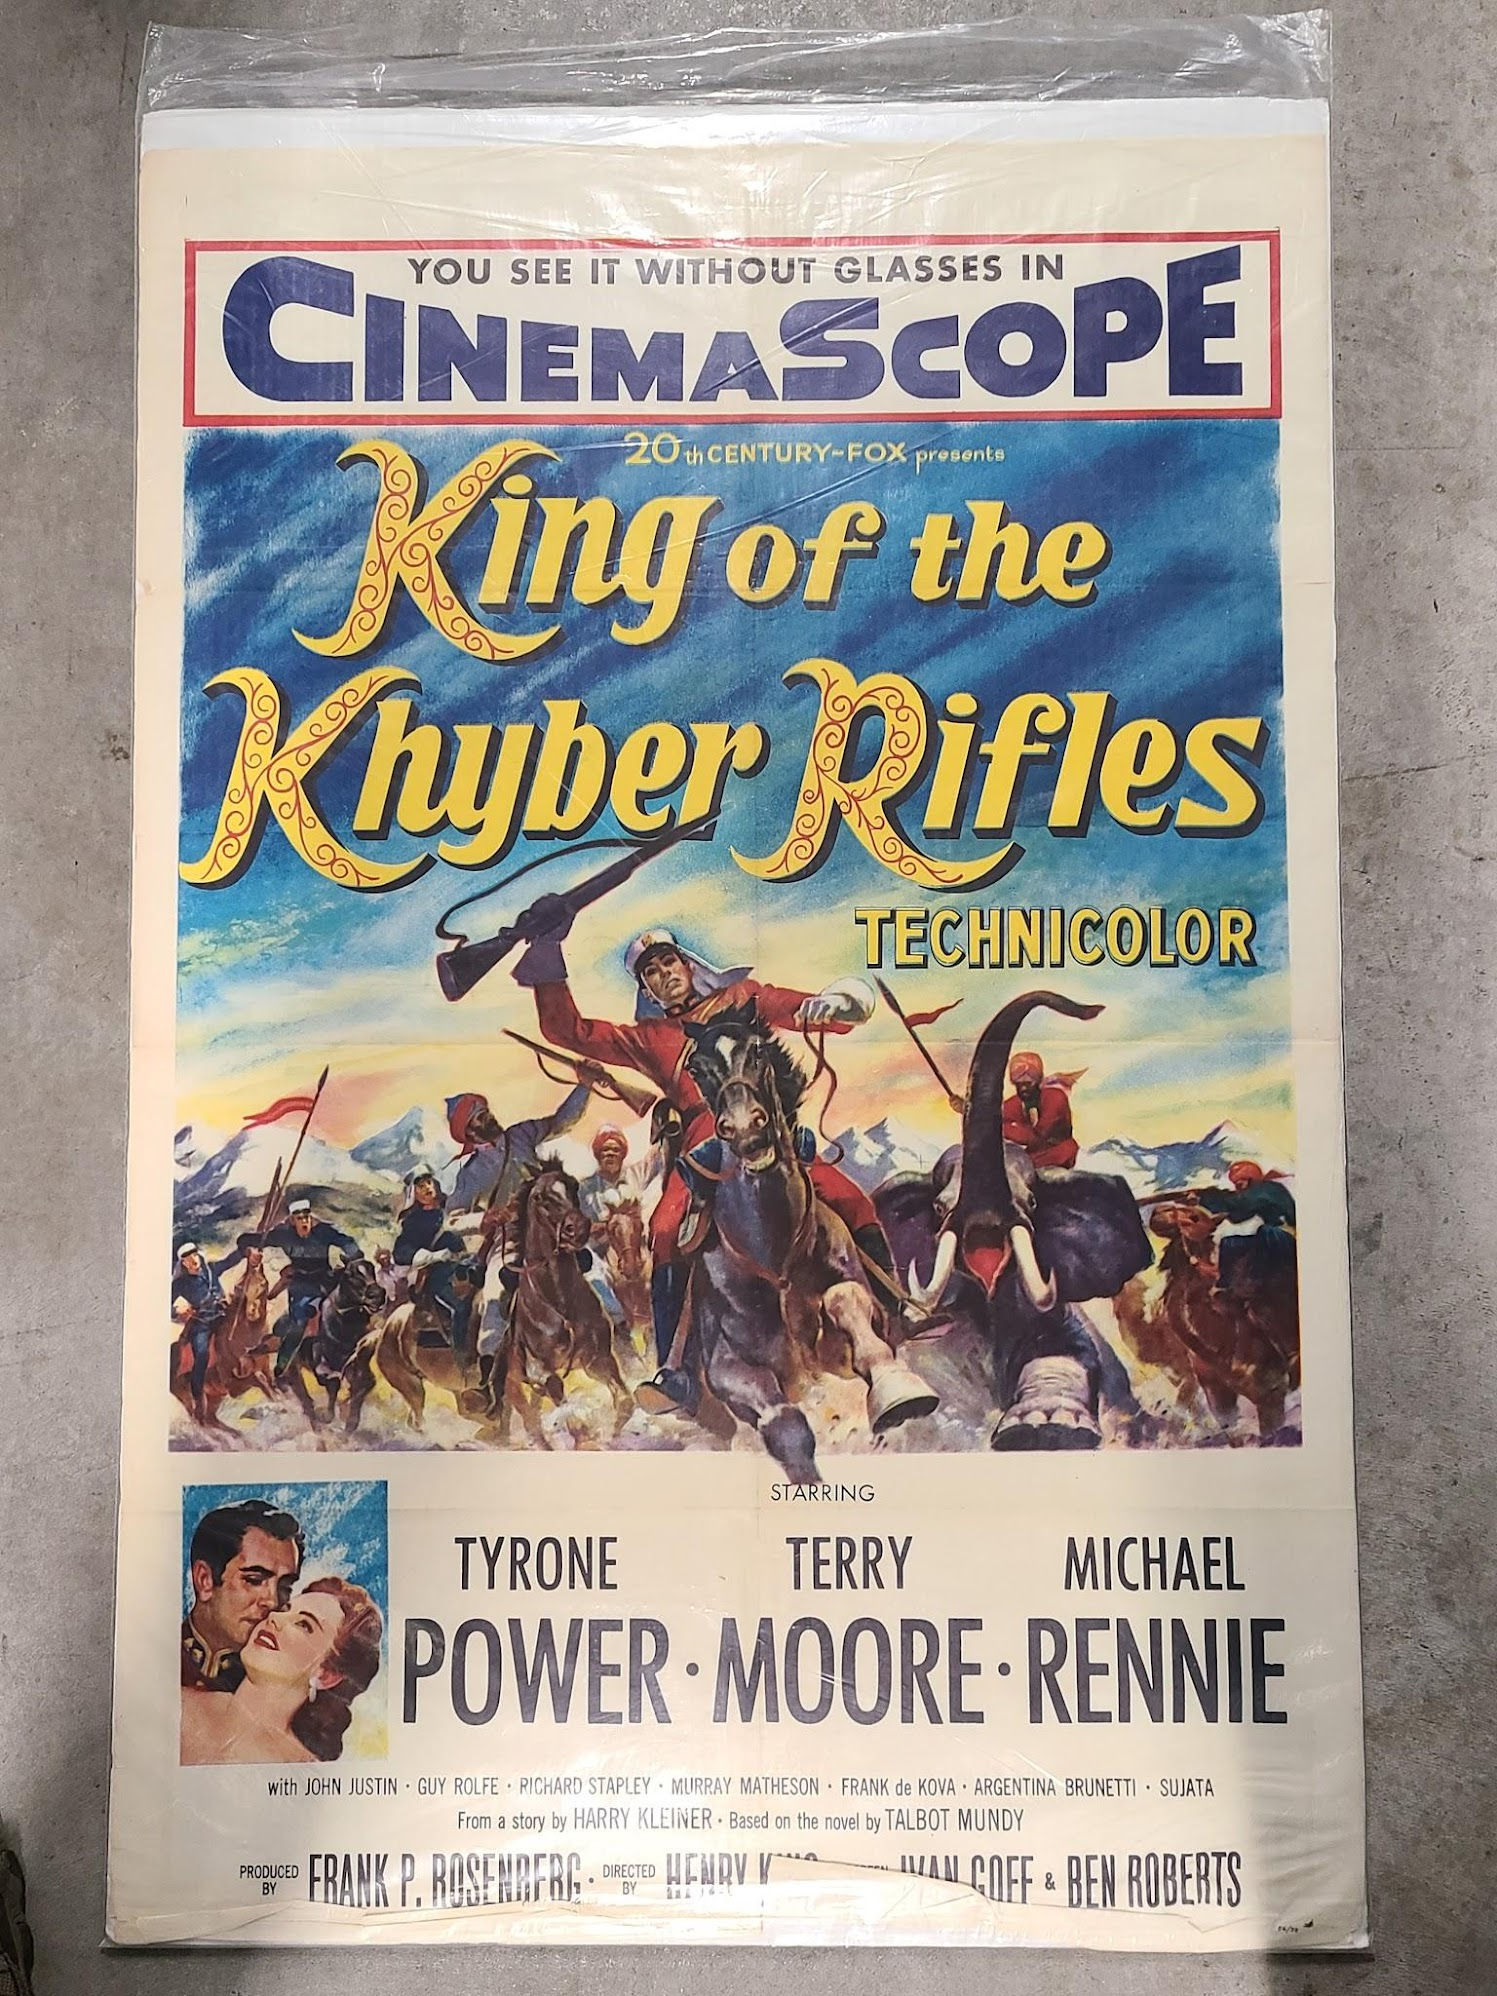 YOU SEE IT WITHOUT GLASSES IN
CINEMASCOPE
20th CENTURY-FOX presents
King of the
Khyber Rifles
TECHNICOLOR
STARRING
TYRONE TERRY MICHAEL
POWER · MOORE · RENNIE
with JOHN JUSTIN · GUY ROLFE · RICHARD STAPLEY · MURRAY MATHESON · FRANK de KOVA · ARGENTINA BRUNETTI · SUJATA
From a story by HARRY KLEINER · Based on the novel by TALBOT MUNDY
PRODUCED BY FRANK P. ROSENBERG · DIRECTED BY HENRY KING IVAN GOFF & BEN ROBERTS